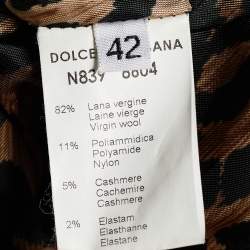 42
DOLCE
N839 6604
82% Lana vergine
Laine vierge
Virgin wool
11% Poliammidica
Polyamide
Nylon
5% Cashmere
Cachemire
Cashmere
2% Elastam
Elasthanne
Elastane